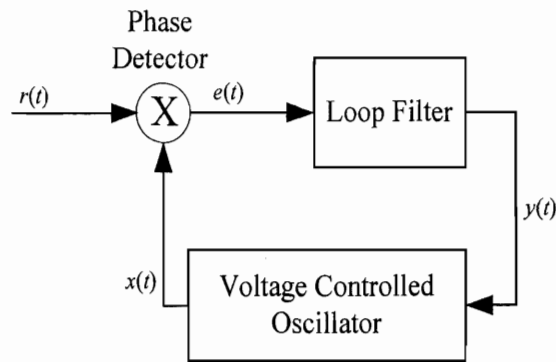 Phase
Detector
r(t)
X
e(t)
Loop Filter
y(t)
x(t)
Voltage Controlled
Oscillator